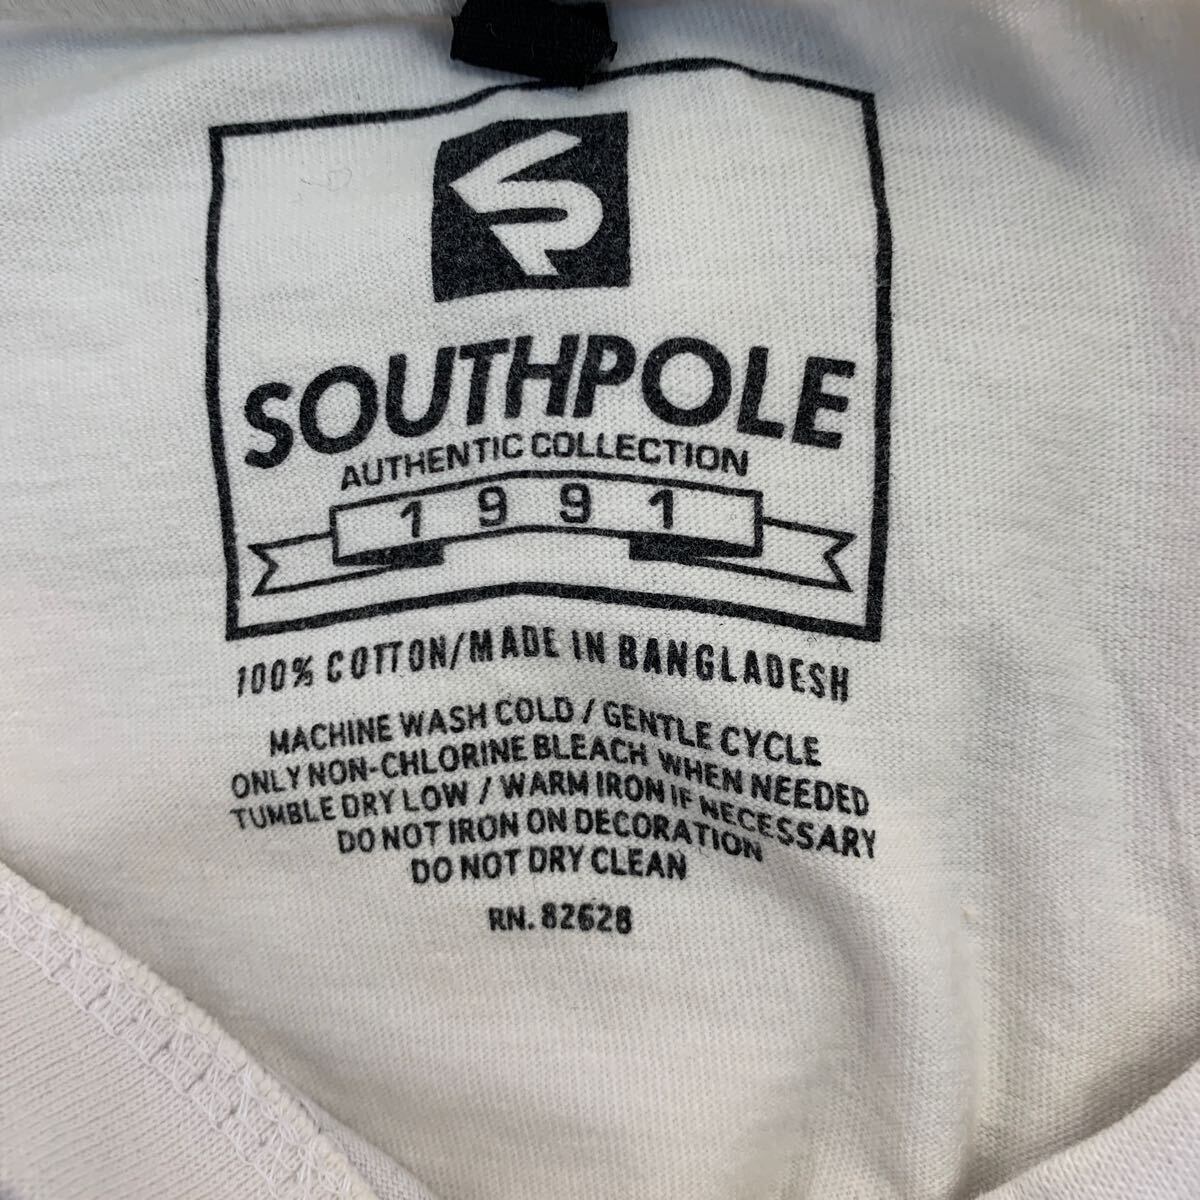 SP
SOUTHPOLE
AUTHENTIC COLLECTION
1991
100% COTTON/MADE IN BANGLADESH
MACHINE WASH COLD / GENTLE CYCLE
ONLY NON-CHLORINE BLEACH WHEN NEEDED
TUMBLE DRY LOW / WARM IRON IF NECESSARY
DO NOT IRON ON DECORATION
DO NOT DRY CLEAN
RN. 82628